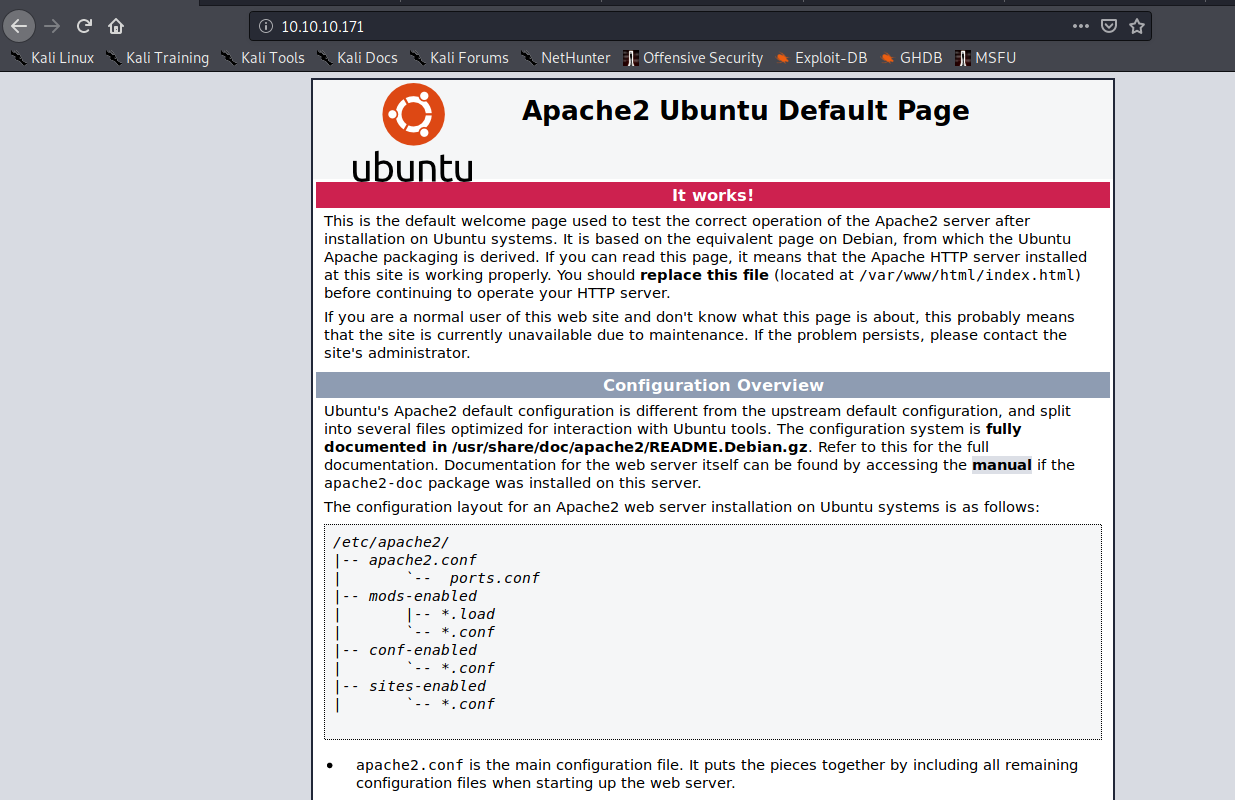 10.10.10.171
Kali Linux Kali Training Kali Tools Kali Docs Kali Forums NetHunter Offensive Security Exploit-DB GHDB MSFU
ubuntu
Apache2 Ubuntu Default Page
It works!
This is the default welcome page used to test the correct operation of the Apache2 server after
installation on Ubuntu systems. It is based on the equivalent page on Debian, from which the Ubuntu
Apache packaging is derived. If you can read this page, it means that the Apache HTTP server installed
at this site is working properly. You should replace this file (located at /var/www/html/index.html)
before continuing to operate your HTTP server.
If you are a normal user of this web site and don't know what this page is about, this probably means
that the site is currently unavailable due to maintenance. If the problem persists, please contact the
site's administrator.
Configuration Overview
Ubuntu's Apache2 default configuration is different from the upstream default configuration, and split
into several files optimized for interaction with Ubuntu tools. The configuration system is fully
documented in /usr/share/doc/apache2/README.Debian.gz. Refer to this for the full
documentation. Documentation for the web server itself can be found by accessing the manual if the
apache2-doc package was installed on this server.
The configuration layout for an Apache2 web server installation on Ubuntu systems is as follows:
/etc/apache2/
|-- apache2.conf
|       `--  ports.conf
|-- mods-enabled
|       |-- *.load
|       `-- *.conf
|-- conf-enabled
|       `-- *.conf
|-- sites-enabled
|       `-- *.conf
• apache2.conf is the main configuration file. It puts the pieces together by including all remaining
configuration files when starting up the web server.